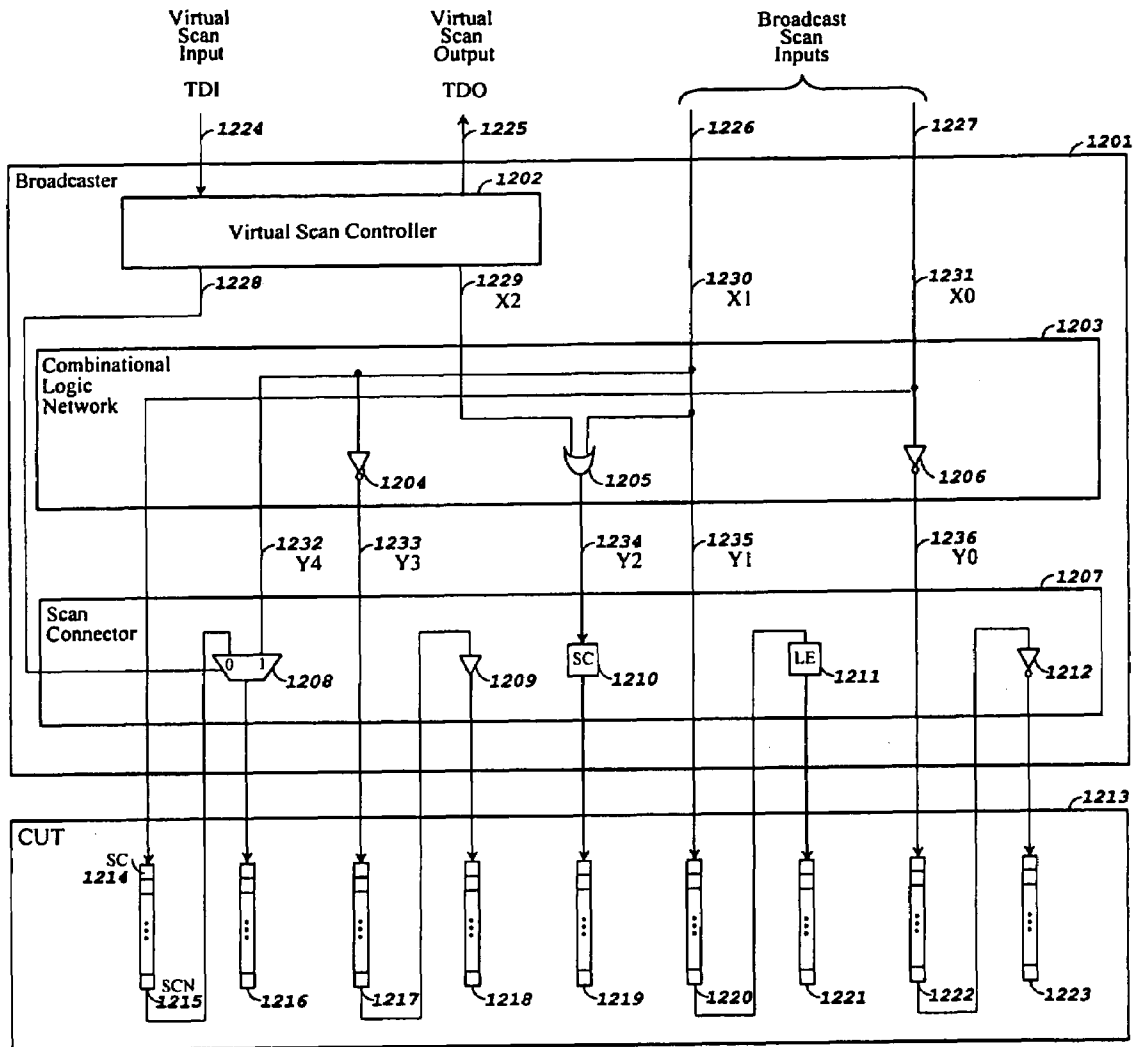 Virtual
Scan
Input
Virtual
Scan
Output
Broadcast
Scan
Inputs
TDI
TDO
1224
1225
1226
1227
1201
Broadcaster
1202
Virtual Scan Controller
1228
1229
X2
1230
X1
1231
X0
1203
Combinational
Logic
Network
1204
1205
1206
1232
Y4
1233
Y3
1234
Y2
1235
Y1
1236
Y0
1207
Scan
Connector
0 1
1208
1209
SC
1210
LE
1211
1212
1213
CUT
SC
1214
SCN
1215
1216
1217
1218
1219
1220
1221
1222
1223